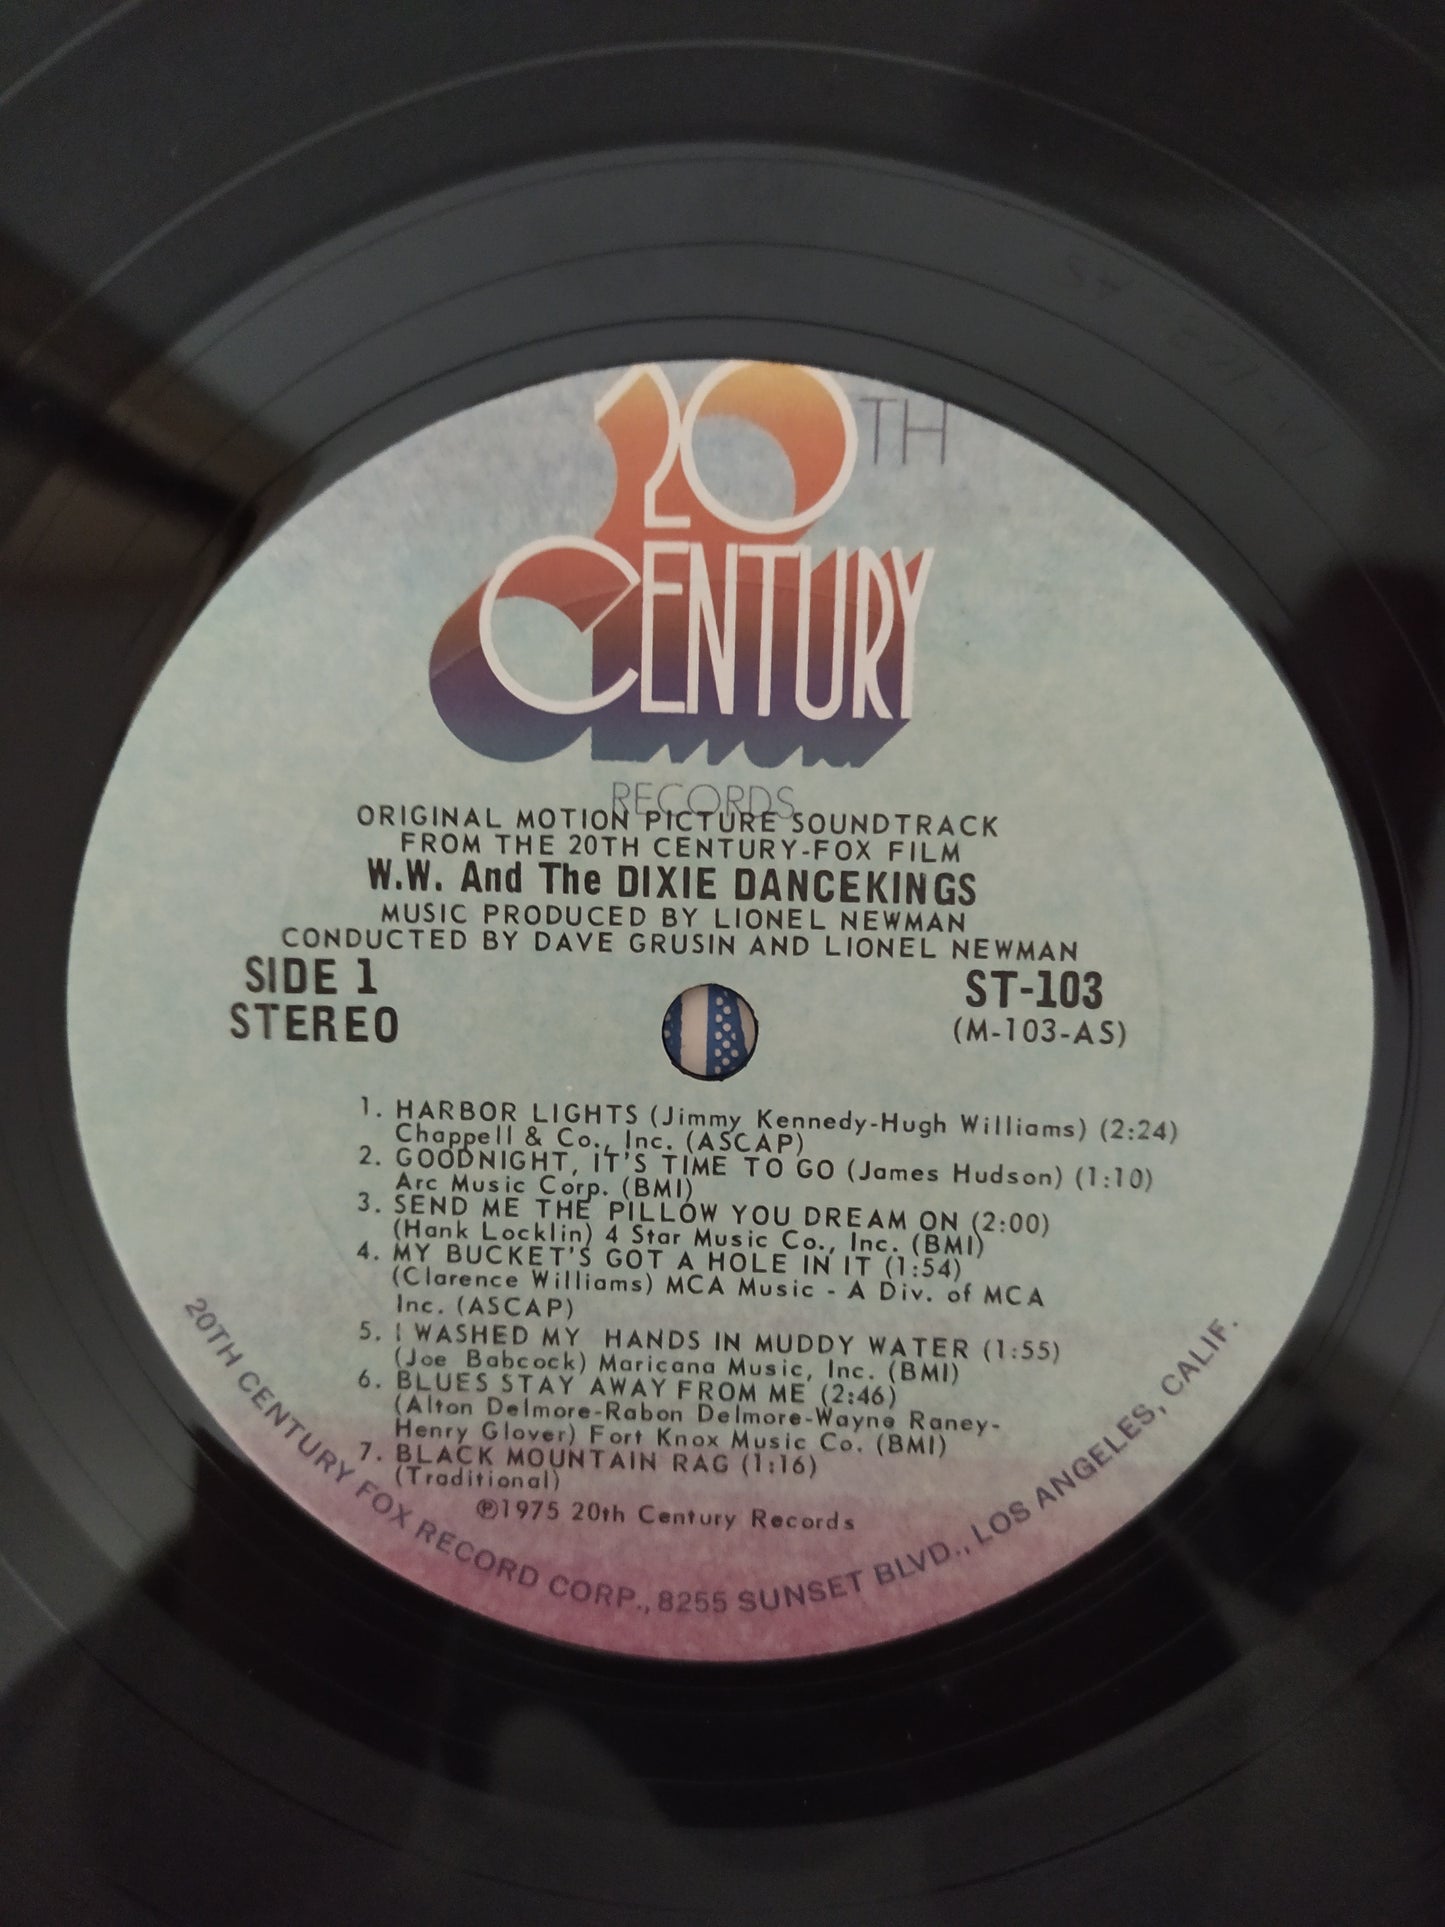 20TH
CENTURY
RECORDS
ORIGINAL MOTION PICTURE SOUNDTRACK
FROM THE 20TH CENTURY-FOX FILM
W.W. And The DIXIE DANCEKINGS
MUSIC PRODUCED BY LIONEL NEWMAN
CONDUCTED BY DAVE GRUSIN AND LIONEL NEWMAN
SIDE 1
STEREO
ST-103
(M-103-AS)
1. HARBOR LIGHTS (Jimmy Kennedy-Hugh Williams) (2:24)
Chappell & Co., Inc. (ASCAP)
2. GOODNIGHT, IT'S TIME TO GO (James Hudson) (1:10)
Arc Music Corp. (BMI)
3. SEND ME THE PILLOW YOU DREAM ON (2:00)
(Hank Locklin) 4 Star Music Co., Inc. (BMI)
4. MY BUCKET'S GOT A HOLE IN IT (1:54)
(Clarence Williams) MCA Music - A Div. of MCA
Inc. (ASCAP)
5. I WASHED MY HANDS IN MUDDY WATER (1:55)
(Joe Babcock) Maricana Music, Inc. (BMI)
6. BLUES STAY AWAY FROM ME (2:46)
(Alton Delmore-Rabon Delmore-Wayne Raney-
Henry Glover) Fort Knox Music Co. (BMI)
7. BLACK MOUNTAIN RAG (1:16)
(Traditional)
℗1975 20th Century Records
20TH CENTURY FOX RECORD CORP., 8255 SUNSET BLVD., LOS ANGELES, CALIF.